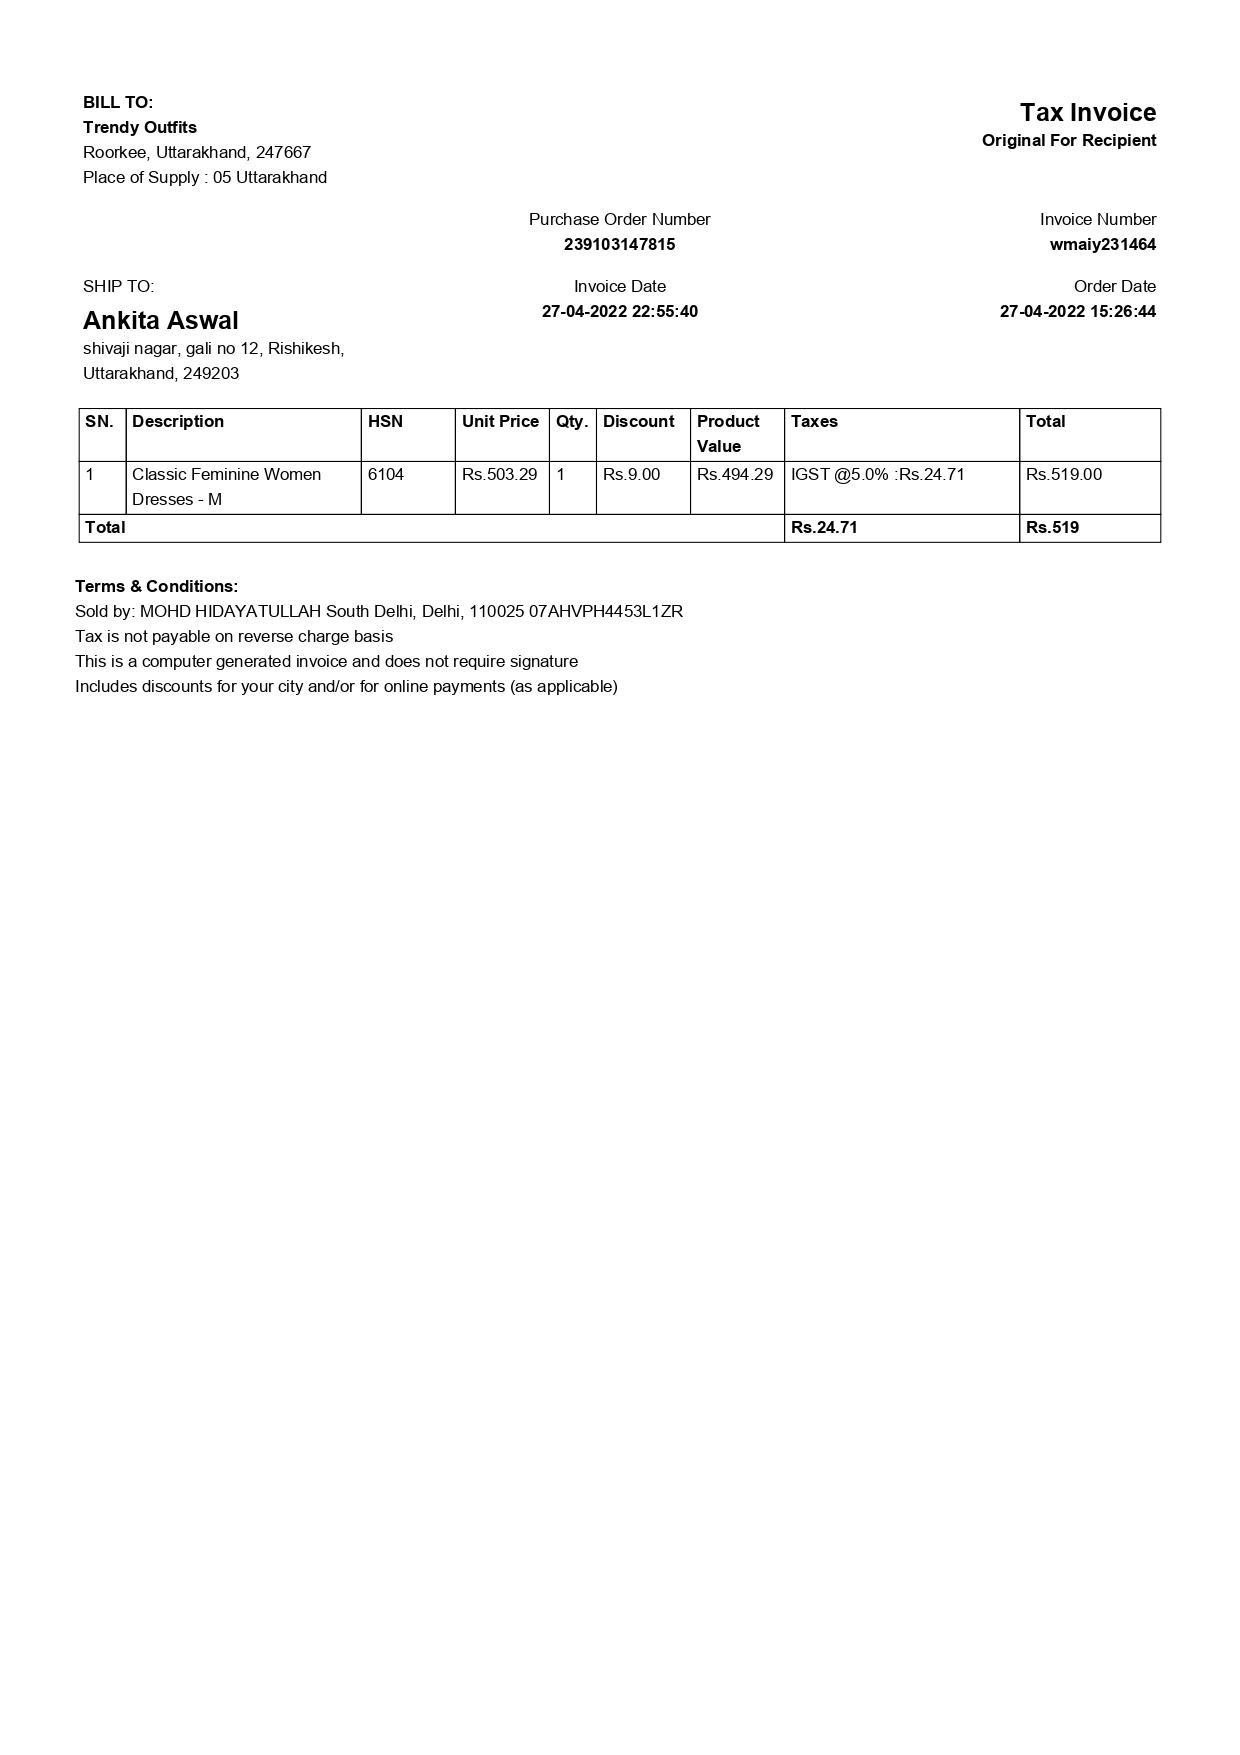 BILL TO:
Trendy Outfits
Roorkee, Uttarakhand, 247667
Place of Supply : 05 Uttarakhand
Tax Invoice
Original For Recipient
Purchase Order Number
239103147815
Invoice Number
wmaiy231464
SHIP TO:
Ankita Aswal
shivaji nagar, gali no 12, Rishikesh,
Uttarakhand, 249203
Invoice Date
27-04-2022 22:55:40
Order Date
27-04-2022 15:26:44
SN. Description HSN Unit Price Qty. Discount Product Value Taxes Total
1 Classic Feminine Women Dresses - M 6104 Rs.503.29 1 Rs.9.00 Rs.494.29 IGST @5.0% :Rs.24.71 Rs.519.00
Total Rs.24.71 Rs.519
Terms & Conditions:
Sold by: MOHD HIDAYATULLAH South Delhi, Delhi, 110025 07AHVPH4453L1ZR
Tax is not payable on reverse charge basis
This is a computer generated invoice and does not require signature
Includes discounts for your city and/or for online payments (as applicable)